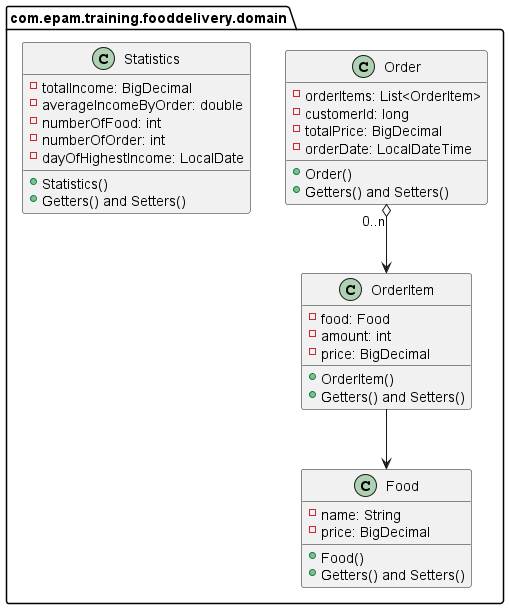 com.epam.training.fooddelivery.domain
C Statistics
totalIncome: BigDecimal
averageIncomeByOrder: double
numberOfFood: int
numberOfOrder: int
dayOfHighestIncome: LocalDate
Statistics()
Getters() and Setters()
C Order
orderItems: List<OrderItem>
customerId: long
totalPrice: BigDecimal
orderDate: LocalDateTime
Order()
Getters() and Setters()
0..n
C OrderItem
food: Food
amount: int
price: BigDecimal
OrderItem()
Getters() and Setters()
C Food
name: String
price: BigDecimal
Food()
Getters() and Setters()